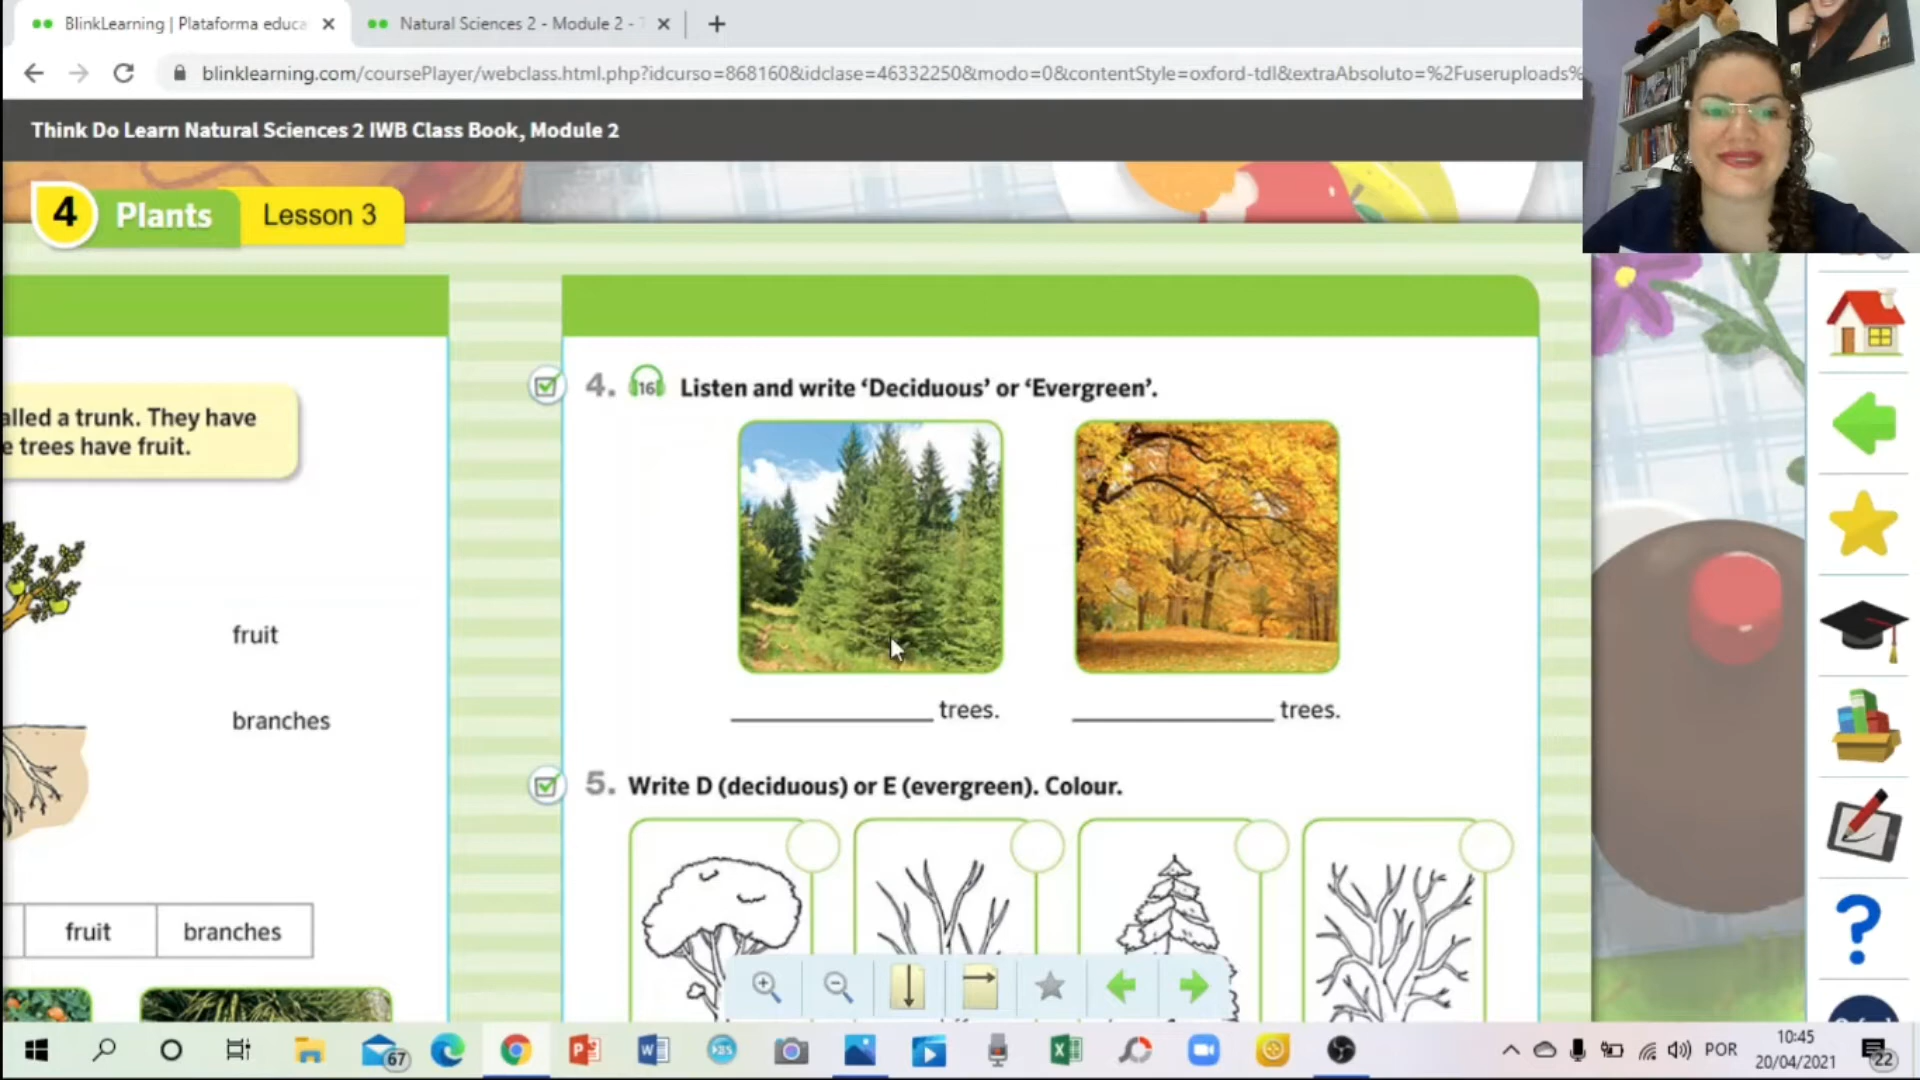 BlinkLearning | Plataforma educa
Natural Sciences 2 - Module 2 -
blinklearning.com/coursePlayer/webclass.html.php?idcurso=868160&idclase=46332250&modo=0&contentStyle=oxford-tdl&extraAbsoluto=%2Fuseruploads%
Think Do Learn Natural Sciences 2 IWB Class Book, Module 2
4 Plants Lesson 3
alled a trunk. They have
e trees have fruit.
fruit
branches
fruit branches
4. 16 Listen and write ‘Deciduous’ or ‘Evergreen’.
trees. trees.
5. Write D (deciduous) or E (evergreen). Colour.
67
POR
10:45
20/04/2021
22